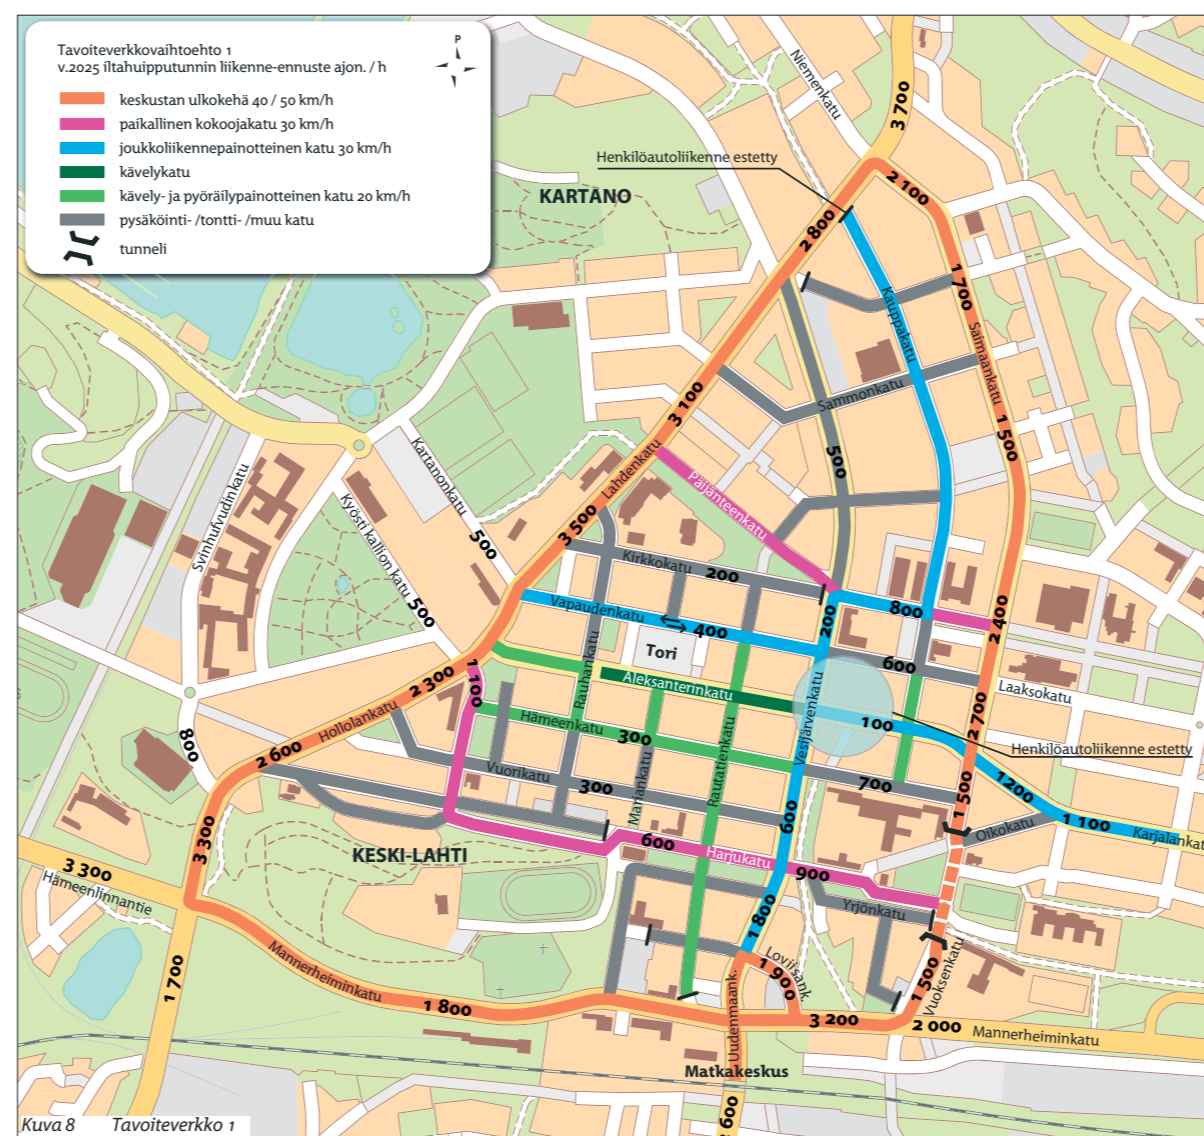 Tavoiteverkkovaihtoehto 1
v.2025 iltahuipputunnin liikenne-ennuste ajon. / h
P
keskustan ulkokehä 40 / 50 km/h
paikallinen kokoojakatu 30 km/h
joukkoliikennepainotteinen katu 30 km/h
kävelykatu
kävely- ja pyöräilypainotteinen katu 20 km/h
pysäköinti- /tontti- /muu katu
tunneli
Niemenkatu
3 700
Henkilöautoliikenne estetty
KARTANO
2 100
2 800
1 700
Kauppakatu
Saimaankatu
Sammonkatu
3 100
1 500
Kartanonkatu
Lahdenkatu
500
Päijänteenkatu
Svinhufvudinkatu
Kyösti kallion katu
500
3 500
500
Kirkkokatu
200
Vapaudenkatu
400
200
800
2 400
Tori
600
Laaksokatu
1 100
2 300
Rauhankatu
Aleksanterinkatu
Vesijärvenkatu
100
2 700
Hollolankatu
Hämeenkatu
300
Rautatienkatu
Henkilöautoliikenne estetty
800
2 600
Vuorikatu
300
Mariankatu
700
1 500
1200
1 100
Karjalankat
Oikokatu
3 300
600
600
KESKI-LAHTI
Harjukatu
900
3 300
Hämeenlinnantie
Yrjönkatu
1 800
Mannerheiminkatu
Loviisank.
1 900
1 500
Vuoksenkatu
1 700
1 800
Uudenmaank.
3 200
2 000
Mannerheiminkatu
Matkakeskus
600
Kuva 8 Tavoiteverkko 1